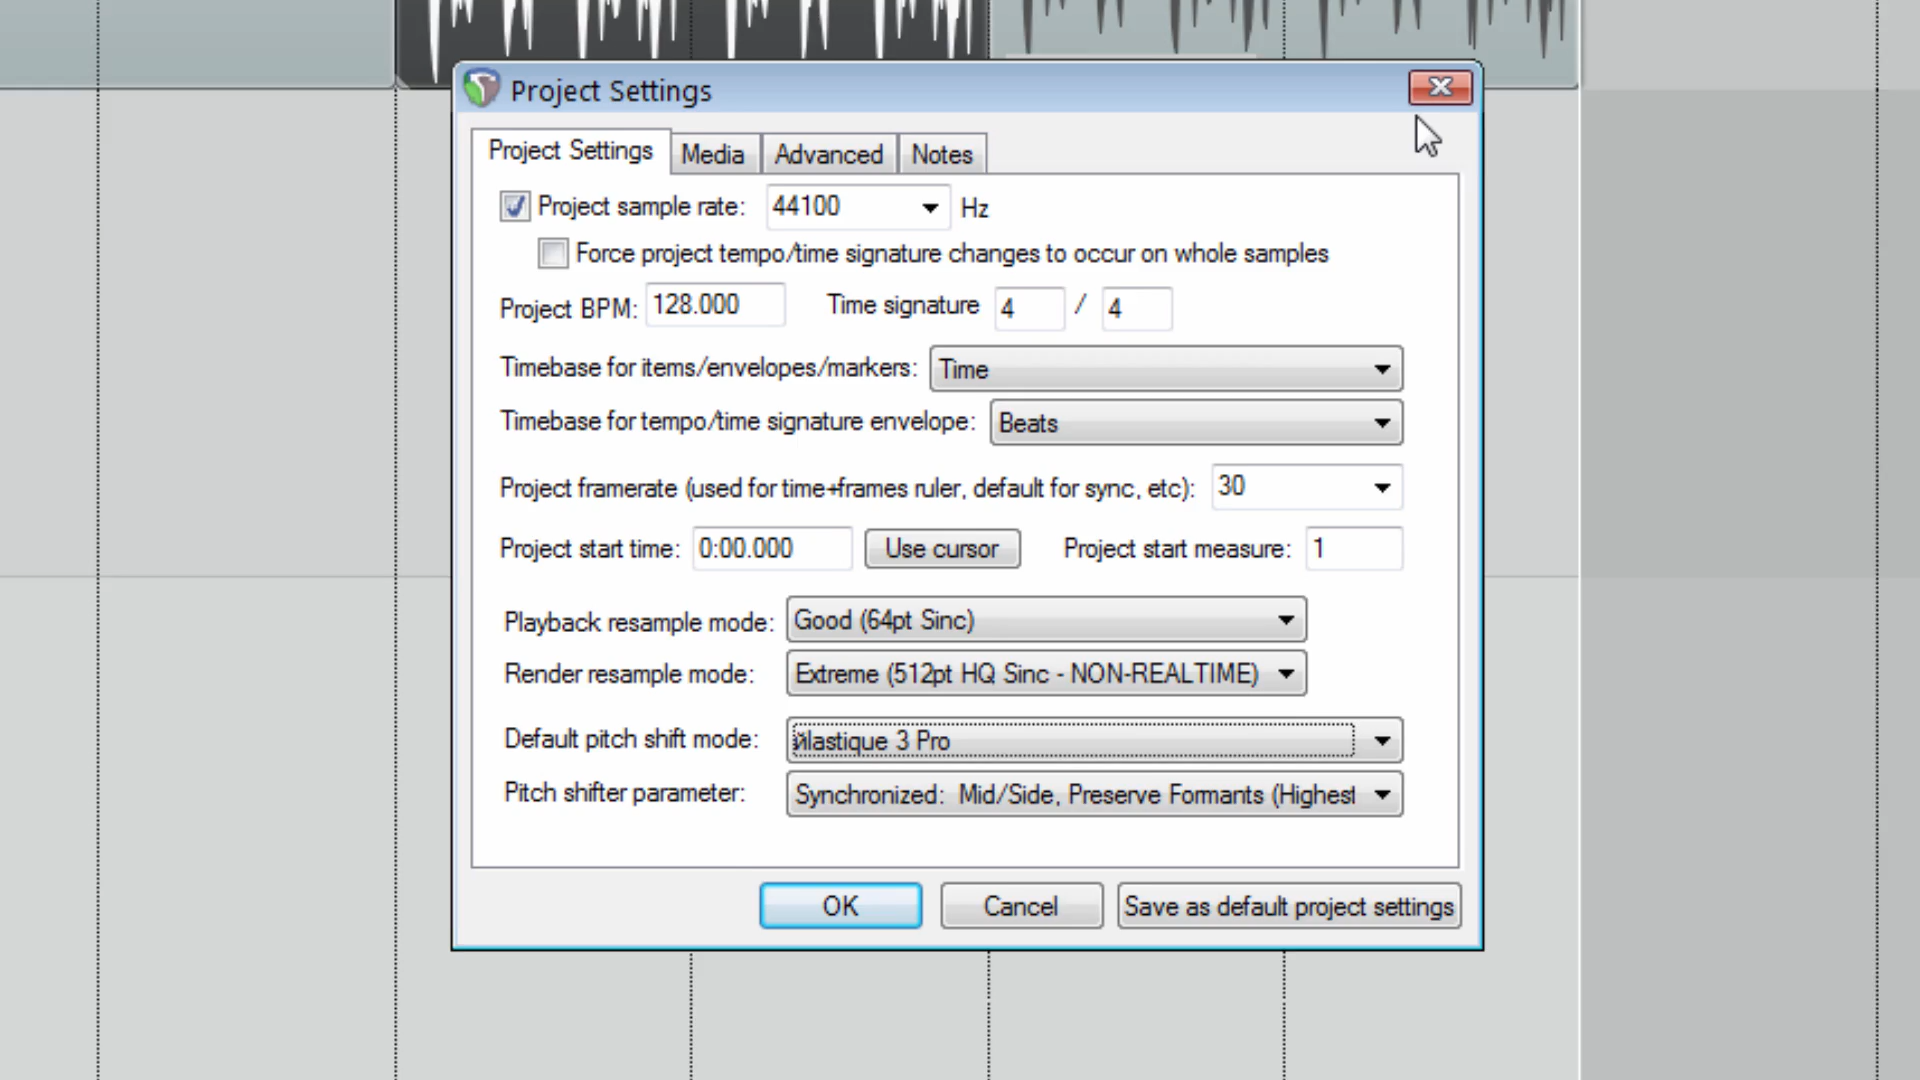 Project Settings
Project Settings Media Advanced Notes
Project sample rate: 44100 Hz
Force project tempo/time signature changes to occur on whole samples
Project BPM: 128.000 Time signature 4 / 4
Timebase for items/envelopes/markers: Time
Timebase for tempo/time signature envelope: Beats
Project framerate (used for time+frames ruler, default for sync, etc): 30
Project start time: 0:00.000 Use cursor Project start measure: 1
Playback resample mode: Good (64pt Sinc)
Render resample mode: Extreme (512pt HQ Sinc - NON-REALTIME)
Default pitch shift mode: élastique 3 Pro
Pitch shifter parameter: Synchronized: Mid/Side, Preserve Formants (Highest
OK Cancel Save as default project settings